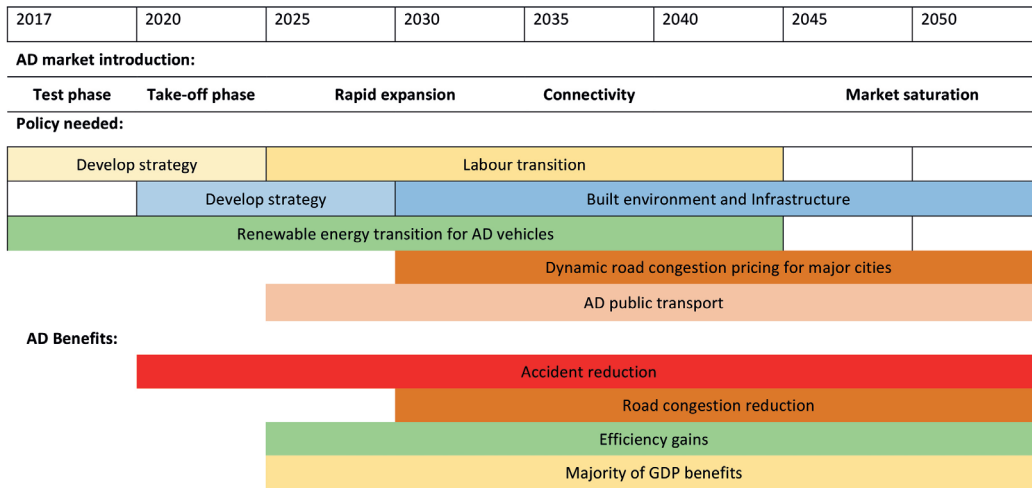 2017 2020 2025 2030 2035 2040 2045 2050
AD market introduction:
Test phase Take-off phase Rapid expansion Connectivity Market saturation
Policy needed:
Develop strategy Labour transition
Develop strategy Built environment and Infrastructure
Renewable energy transition for AD vehicles
Dynamic road congestion pricing for major cities
AD public transport
AD Benefits:
Accident reduction
Road congestion reduction
Efficiency gains
Majority of GDP benefits